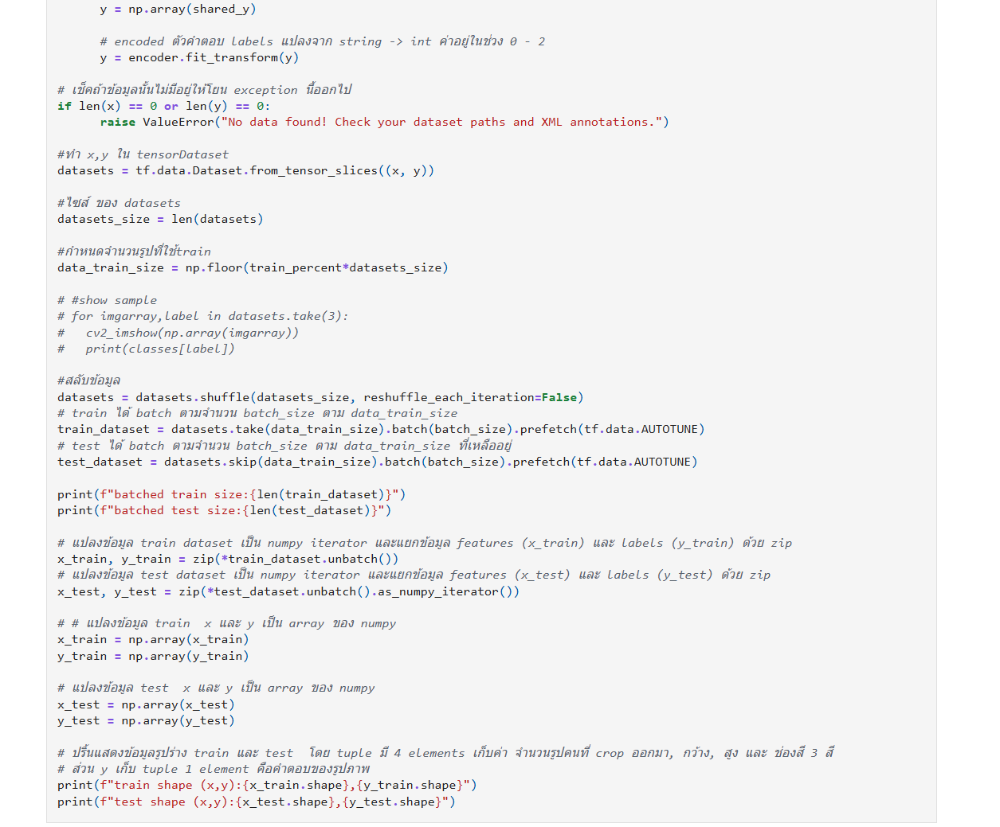 y = np.array(shared_y)
# encoded ตัวคำตอบ labels แปลงจาก string -> int ค่าอยู่ในช่วง 0 - 2
y = encoder.fit_transform(y)
# เช็คถ้าข้อมูลนั้นไม่มีอยู่ให้โยน exception นี้ออกไป
if len(x) == 0 or len(y) == 0:
raise ValueError("No data found! Check your dataset paths and XML annotations.")
#ทำ x,y ใน tensorDataset
datasets = tf.data.Dataset.from_tensor_slices((x, y))
#ไซส์ ของ datasets
datasets_size = len(datasets)
#กำหนดจำนวนรูปที่ใช้train
data_train_size = np.floor(train_percent*datasets_size)
# #show sample
# for imgarray,label in datasets.take(3):
#   cv2_imshow(np.array(imgarray))
#   print(classes[label])
#สลับข้อมูล
datasets = datasets.shuffle(datasets_size, reshuffle_each_iteration=False)
# train ได้ batch ตามจำนวน batch_size ตาม data_train_size
train_dataset = datasets.take(data_train_size).batch(batch_size).prefetch(tf.data.AUTOTUNE)
# test ได้ batch ตามจำนวน batch_size ตาม data_train_size ที่เหลืออยู่
test_dataset = datasets.skip(data_train_size).batch(batch_size).prefetch(tf.data.AUTOTUNE)
print(f"batched train size:{len(train_dataset)}")
print(f"batched test size:{len(test_dataset)}")
# แปลงข้อมูล train dataset เป็น numpy iterator และแยกข้อมูล features (x_train) และ labels (y_train) ด้วย zip
x_train, y_train = zip(*train_dataset.unbatch())
# แปลงข้อมูล test dataset เป็น numpy iterator และแยกข้อมูล features (x_test) และ labels (y_test) ด้วย zip
x_test, y_test = zip(*test_dataset.unbatch().as_numpy_iterator())
# # แปลงข้อมูล train  x และ y เป็น array ของ numpy
x_train = np.array(x_train)
y_train = np.array(y_train)
# แปลงข้อมูล test  x และ y เป็น array ของ numpy
x_test = np.array(x_test)
y_test = np.array(y_test)
# ปริ้นแสดงข้อมูลรูปร่าง train และ test  โดย tuple มี 4 elements เก็บค่า จำนวนรูปคนที่ crop ออกมา, กว้าง, สูง และ ช่องสี 3 สี
# ส่วน y เก็บ tuple 1 element คือคำตอบของรูปภาพ
print(f"train shape (x,y):{x_train.shape},{y_train.shape}")
print(f"test shape (x,y):{x_test.shape},{y_test.shape}")